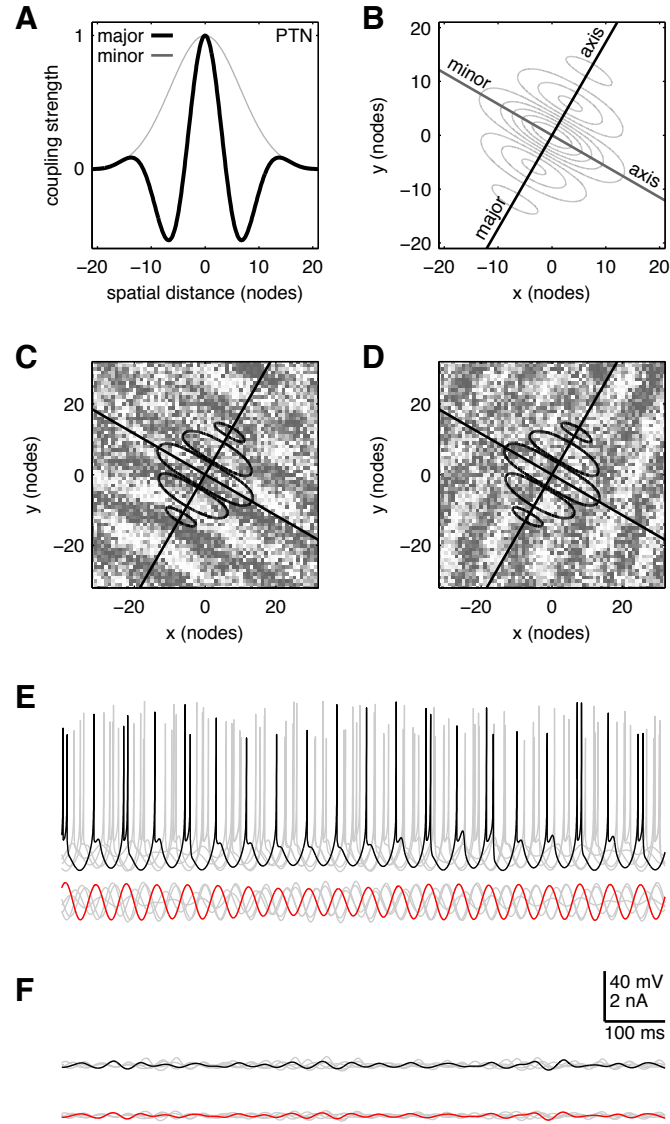 A
major
minor
PTN
1
0
coupling strength
−20 −10 0 10 20
spatial distance (nodes)
B
20
10
0
−10
−20
y (nodes)
minor
axis
axis
major
−20 −10 0 10 20
x (nodes)
C
20
0
−20
y (nodes)
−20 0 20
x (nodes)
D
20
0
−20
y (nodes)
−20 0 20
x (nodes)
E
F
40 mV
2 nA
100 ms